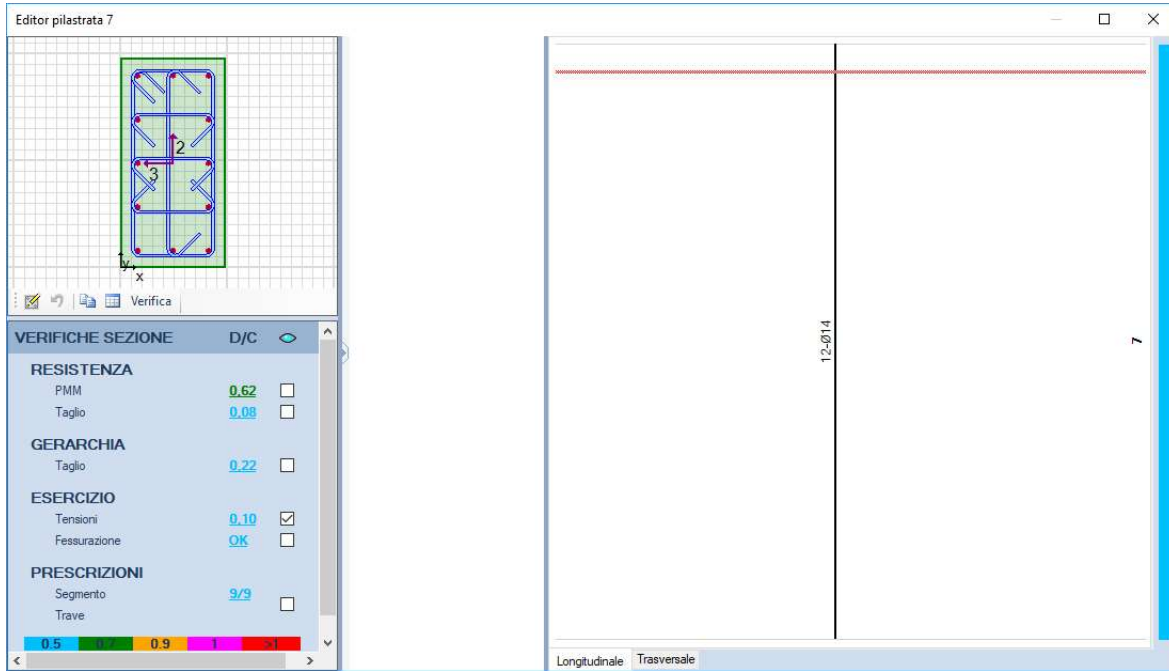 Editor pilastrata 7
2
3
y
x
Verifica
VERIFICHE SEZIONE D/C
RESISTENZA
PMM 0,62
Taglio 0,08
GERARCHIA
Taglio 0,22
ESERCIZIO
Tensioni 0,10
Fessurazione OK
PRESCRIZIONI
Segmento 9/9
Trave
0.5 0.7 0.9 1 >1
12-Ø14
7
Longitudinale Trasversale